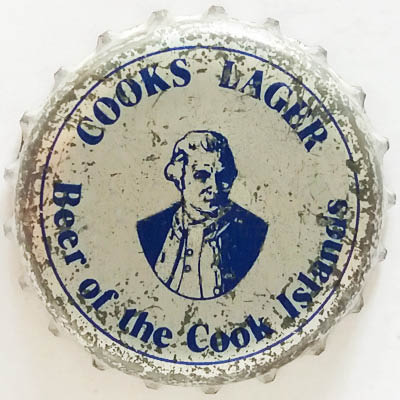 COOKS LAGER
Beer of the Cook Islands